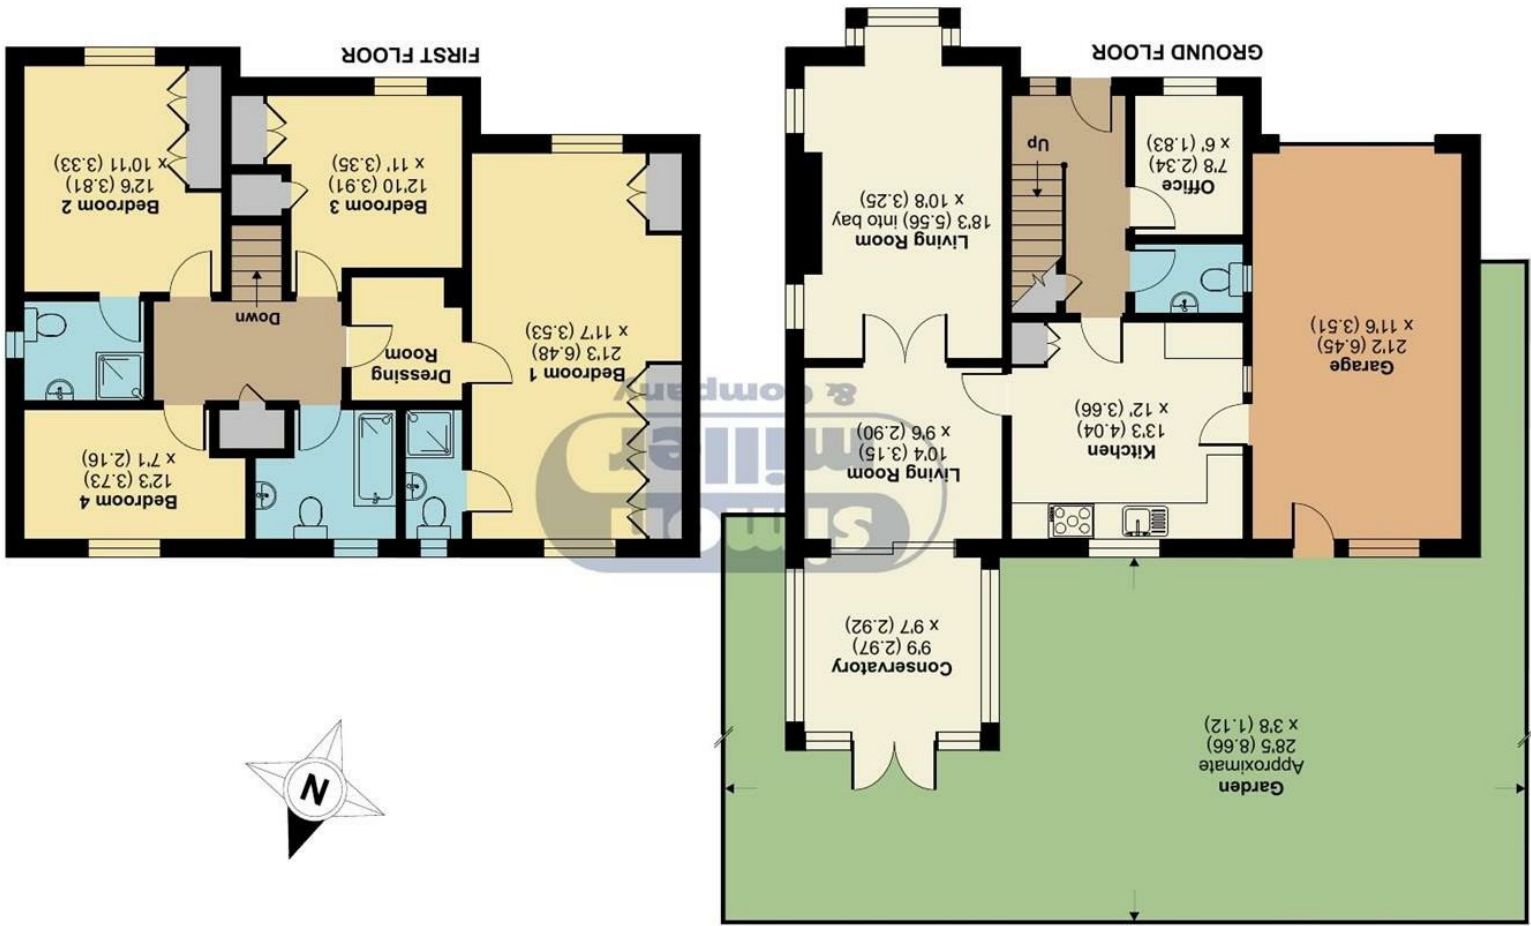 Garden
Approximate
28'5 (8.66)
x 3'8 (1.12)
Conservatory
9'9 (2.97)
x 9'7 (2.92)
Kitchen
13'3 (4.04)
x 12' (3.66)
Living Room
10'4 (3.15)
x 9'6 (2.90)
Garage
21'2 (6.45)
x 11'6 (3.51)
Office
7'8 (2.34)
x 6' (1.83)
Up
Living Room
18'3 (5.56) into bay
x 10'8 (3.25)
GROUND FLOOR
simon
miller
& company
N
Bedroom 4
12'3 (3.73)
x 7'1 (2.16)
Bedroom 1
21'3 (6.48)
x 11'7 (3.53)
Dressing
Room
Down
Bedroom 3
12'10 (3.91)
x 11' (3.35)
Bedroom 2
12'6 (3.81)
x 10'11 (3.33)
FIRST FLOOR